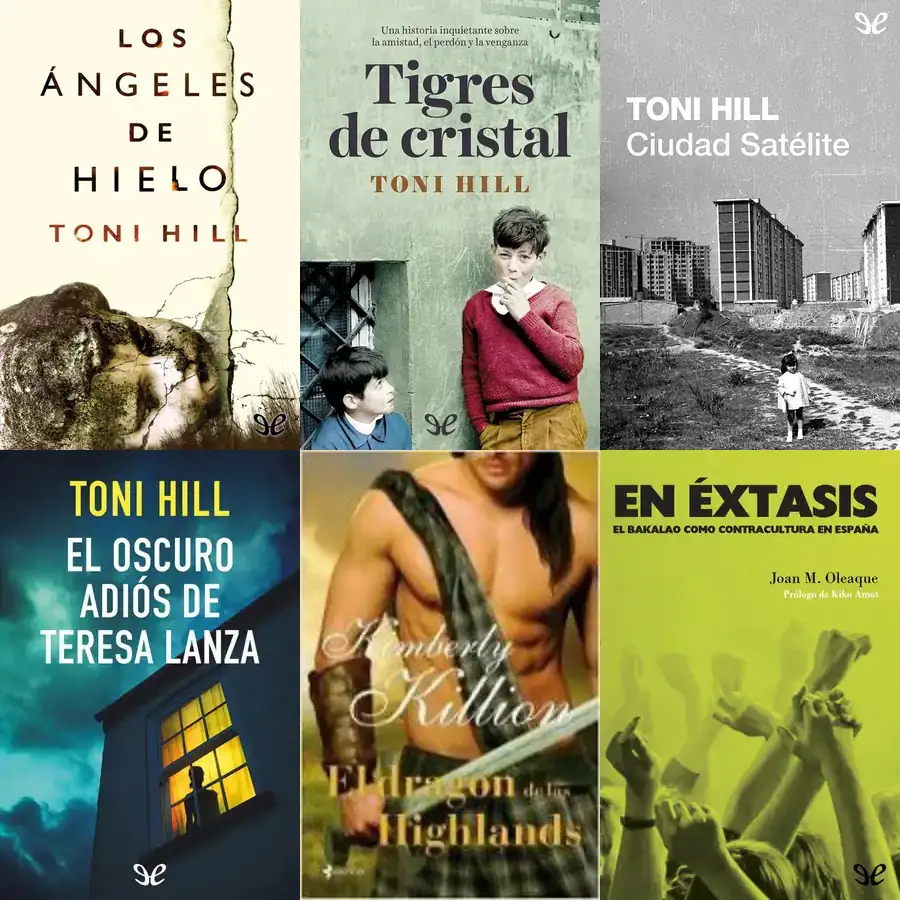 LOS
ÁNGELES
DE
HIELO
TONI HILL
Una historia inquietante sobre
la amistad, el perdón y la venganza
Tigres
de cristal
TONI HILL
TONI HILL
Ciudad Satélite
TONI HILL
EL OSCURO
ADIÓS DE
TERESA LANZA
Kimberly
Killion
El dragon de las
Highlands
EN ÉXTASIS
EL BAKALAO COMO CONTRACULTURA EN ESPAÑA
Joan M. Oleaque
Prólogo de Kiko Amat